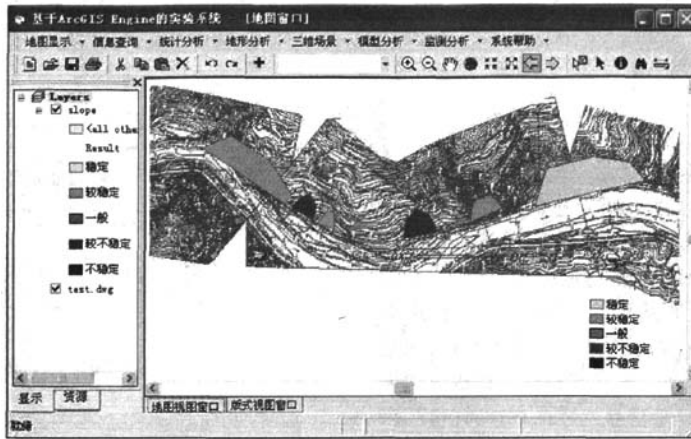 基于ArcGIS Engine的实验系统 - [地图窗口]
地图显示 信息查询 统计分析 地形分析 三维场景 模型分析 监测分析 系统帮助
Layers
slope
<all othe
Result
稳定
较稳定
一般
较不稳定
不稳定
test.dwg
稳定
较稳定
一般
较不稳定
不稳定
显示 资源
地图视图窗口 版式视图窗口
就绪